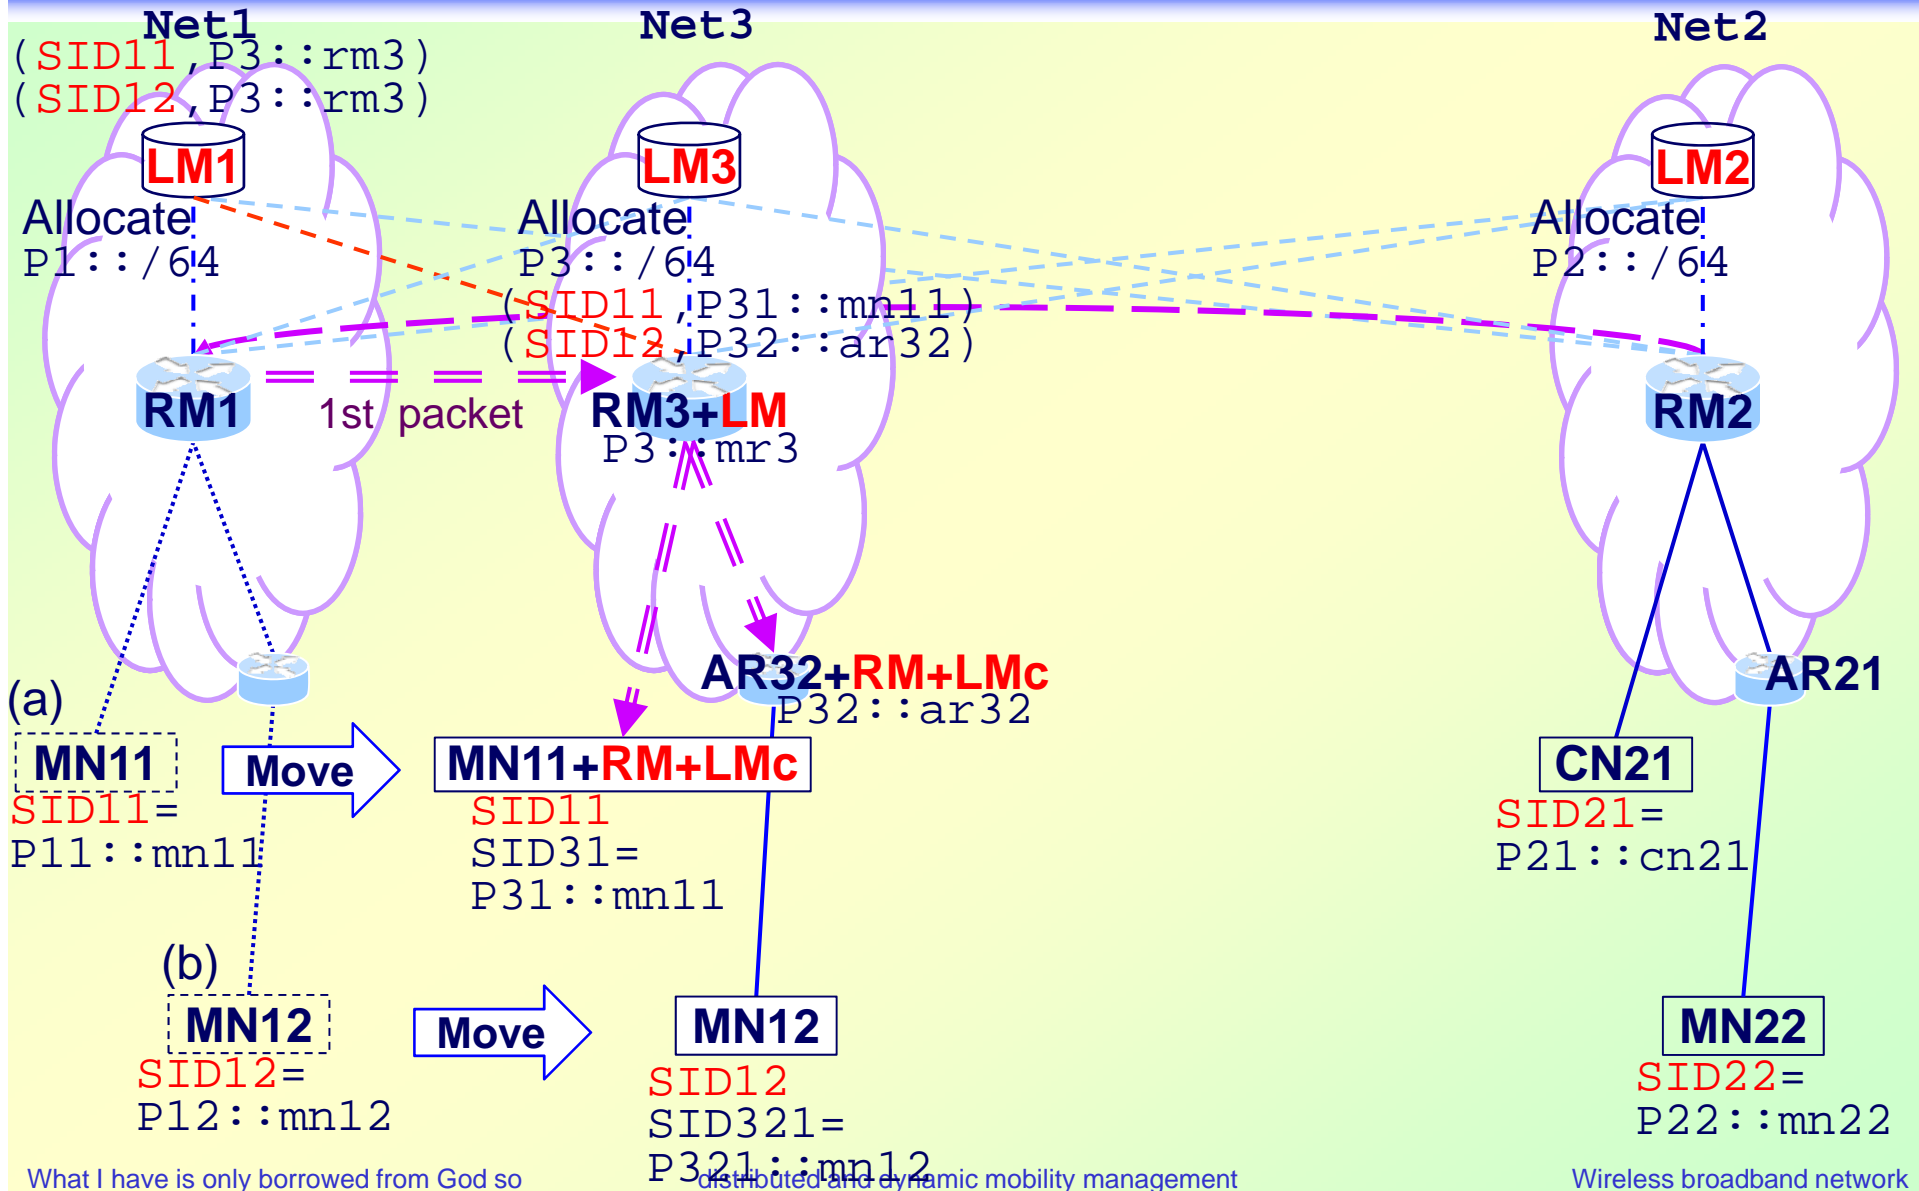 Net1
Net3
Net2
(SID11,P3::rm3)
(SID12,P3::rm3)
LM1
LM3
LM2
Allocate
P1::/64
Allocate
P3::/64
Allocate
P2::/64
(SID11,P31::mn11)
(SID12,P32::ar32)
RM1
1st packet
RM3+LM
P3::mr3
RM2
AR32+RM+LMc
P32::ar32
AR21
(a)
MN11
Move
MN11+RM+LMc
CN21
SID11=
P11::mn11
SID11
SID31=
P31::mn11
SID21=
P21::cn21
(b)
MN12
Move
MN12
MN22
SID12=
P12::mn12
SID12
SID321=
P321::mn12
SID22=
P22::mn22
What I have is only borrowed from God so
distributed and dynamic mobility management
Wireless broadband network